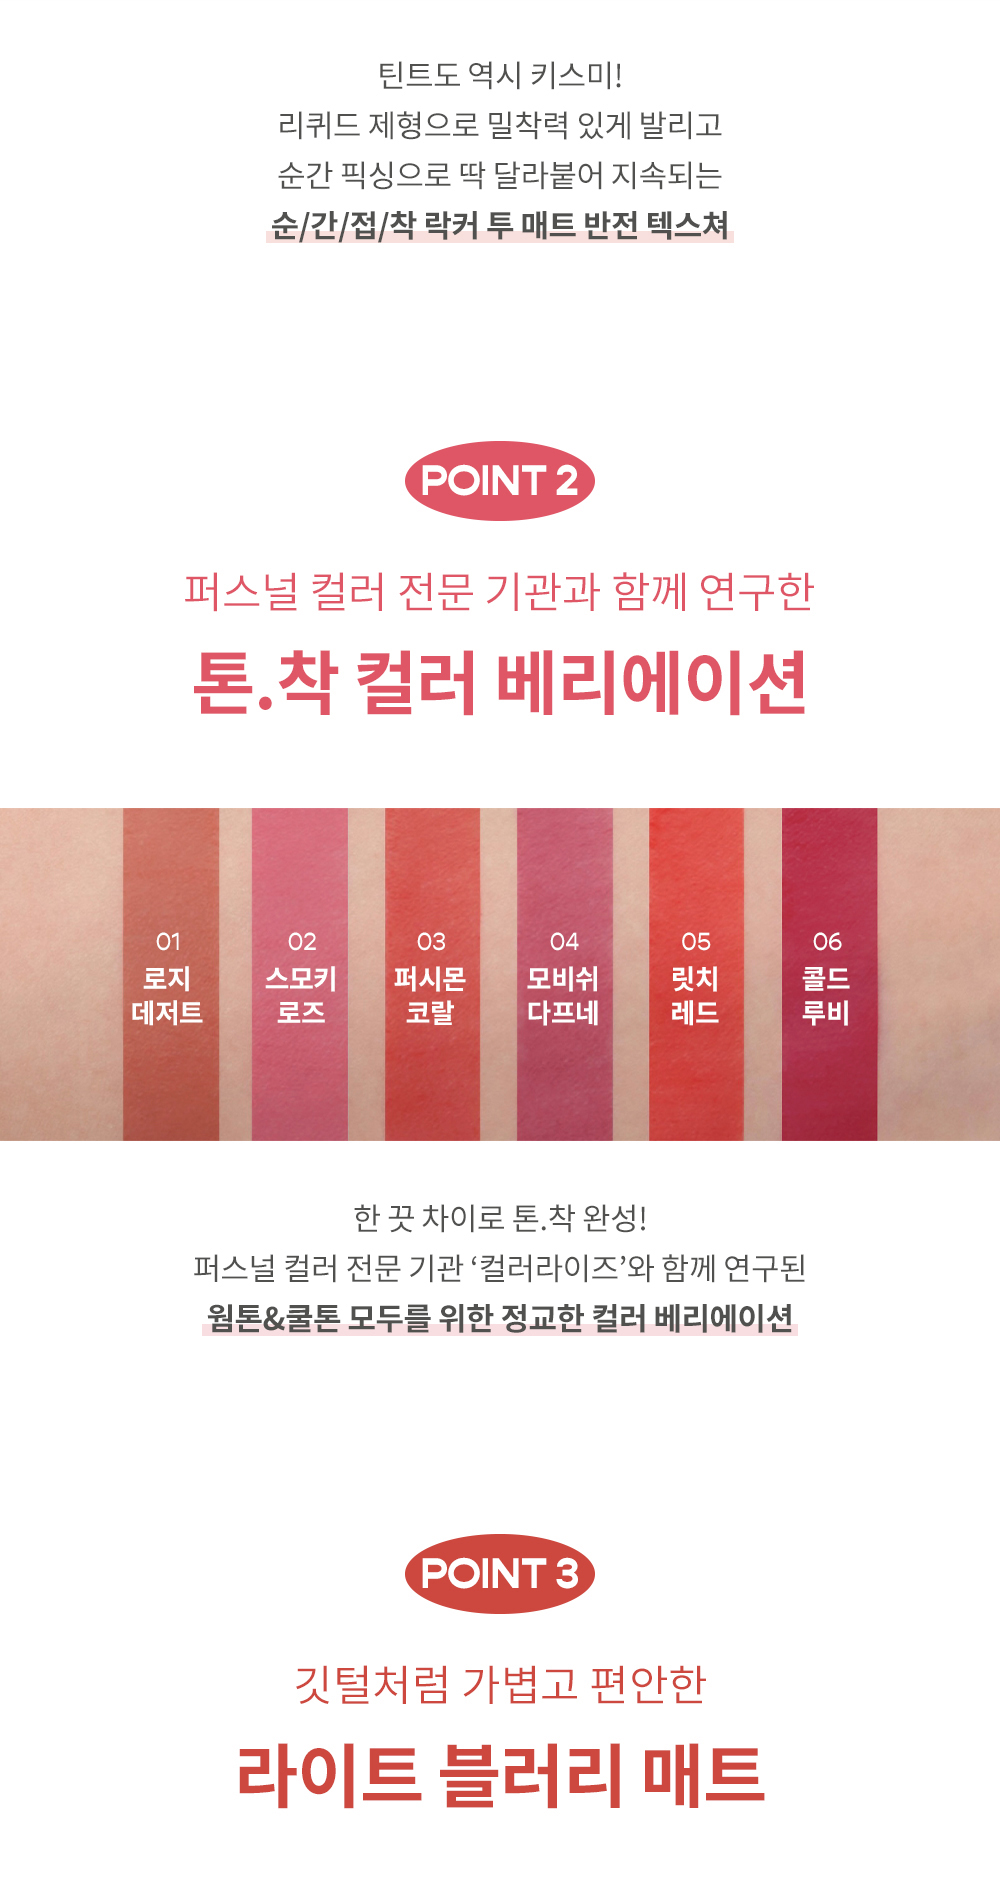 틴트도 역시 키스미!
리퀴드 제형으로 밀착력 있게 발리고
순간 픽싱으로 딱 달라붙어 지속되는
순/간/접/착 락커 투 매트 반전 텍스쳐
POINT 2
퍼스널 컬러 전문 기관과 함께 연구한
톤.착 컬러 베리에이션
01
로지
데저트
02
스모키
로즈
03
퍼시몬
코랄
04
모비쉬
다프네
05
릿치
레드
06
콜드
루비
한 끗 차이로 톤.착 완성!
퍼스널 컬러 전문 기관 ‘컬러라이즈’와 함께 연구된
웜톤&쿨톤 모두를 위한 정교한 컬러 베리에이션
POINT 3
깃털처럼 가볍고 편안한
라이트 블러리 매트